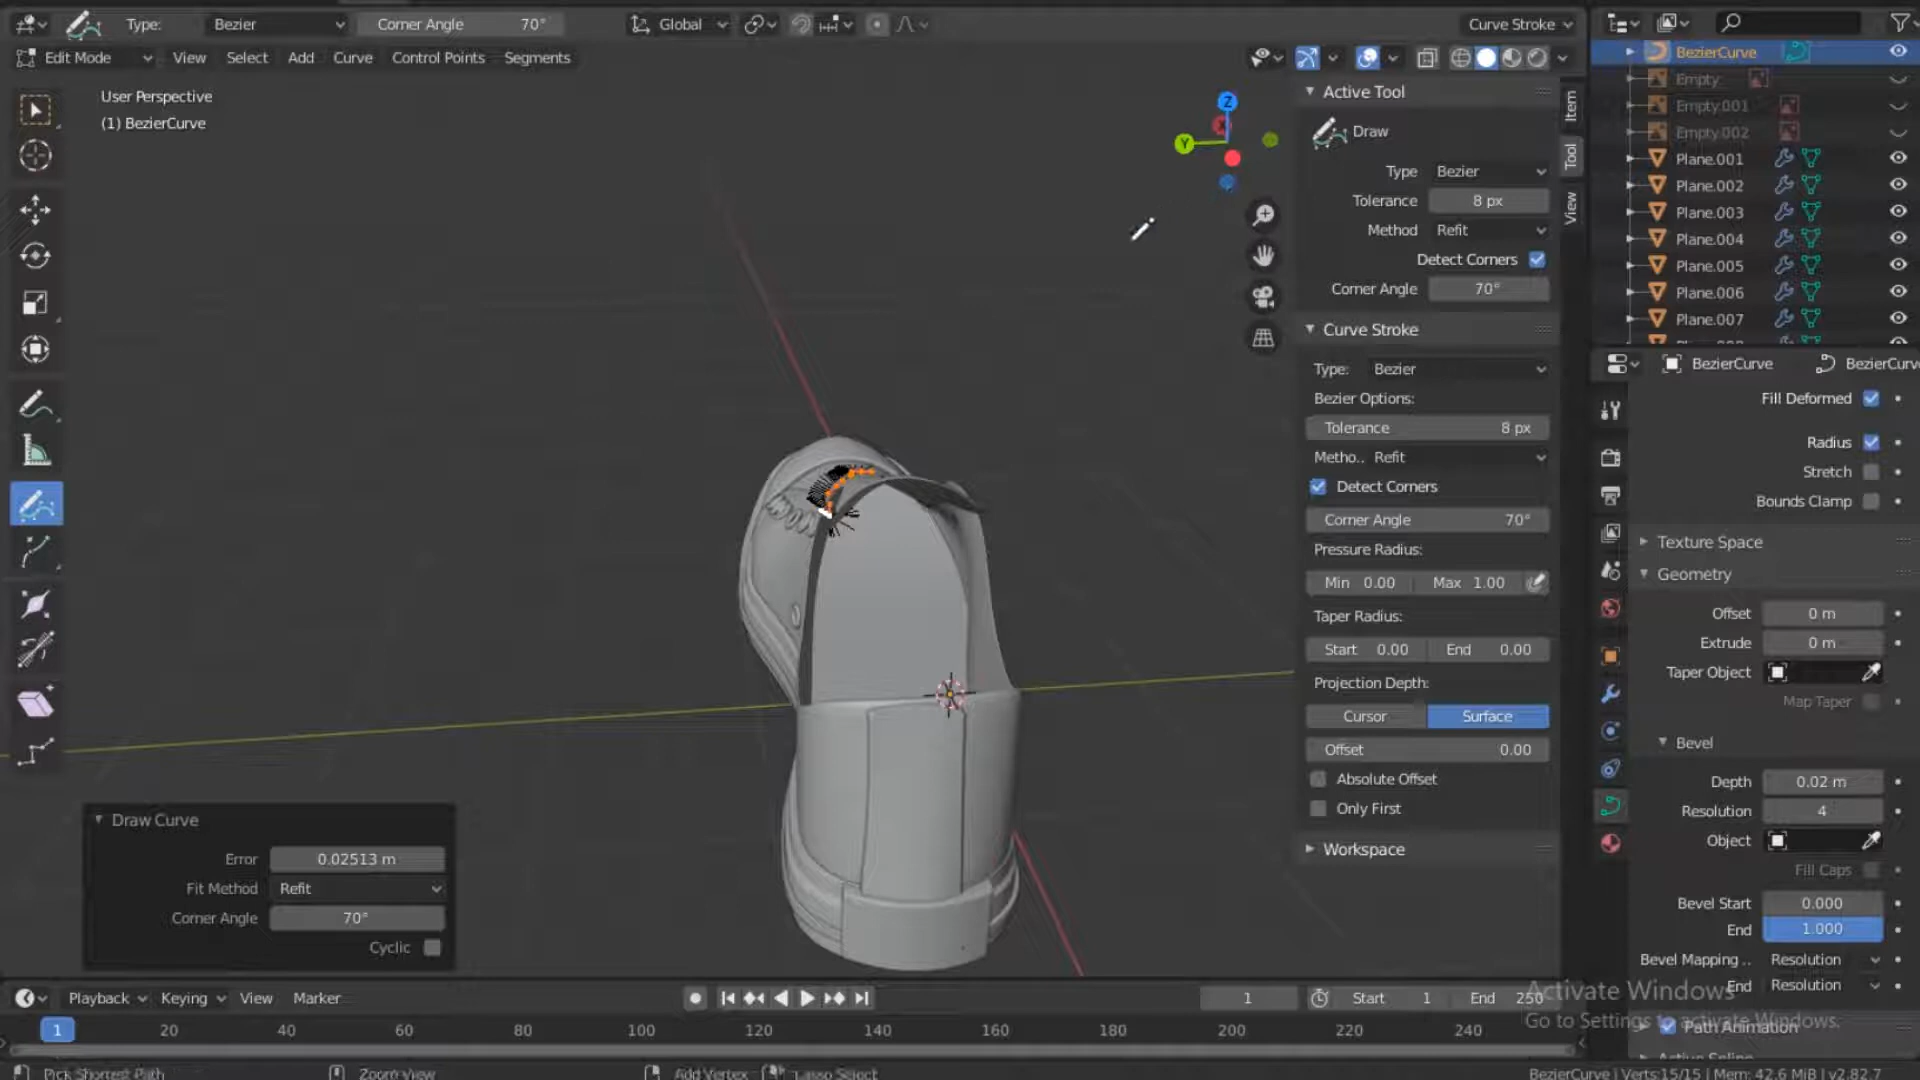 Type: Bezier Corner Angle 70° Global Curve Stroke
Edit Mode View Select Add Curve Control Points Segments
User Perspective
(1) BezierCurve
Z
Y
Active Tool
Draw
Type Bezier
Tolerance 8 px
Method Refit
Detect Corners
Corner Angle 70°
Curve Stroke
Type: Bezier
Bezier Options:
Tolerance 8 px
Metho.. Refit
Detect Corners
Corner Angle 70°
Pressure Radius:
Min 0.00 Max 1.00
Taper Radius:
Start 0.00 End 0.00
Projection Depth:
Cursor Surface
Offset 0.00
Absolute Offset
Only First
Workspace
Item
Tool
View
BezierCurve
Empty
Empty.001
Empty.002
Plane.001
Plane.002
Plane.003
Plane.004
Plane.005
Plane.006
Plane.007
BezierCurve BezierCurv
Fill Deformed
Radius
Stretch
Bounds Clamp
Texture Space
Geometry
Offset 0 m
Extrude 0 m
Taper Object
Map Taper
Bevel
Depth 0.02 m
Resolution 4
Object
Fill Caps
Bevel Start 0.000
End 1.000
Bevel Mapping .. Resolution
End Resolution
Path Animation
Active Spline
Activate Windows
Go to Settings to activate Windows.
Draw Curve
Error 0.02513 m
Fit Method Refit
Corner Angle 70°
Cyclic
Playback Keying View Marker 1 Start 1 End 250
1 20 40 60 80 100 120 140 160 180 200 220 240
Pick Shortest Path Zoom View Add Vertex Lasso Select BezierCurve | Verts:15/15 | Mem: 42.6 MiB | v2.82.7